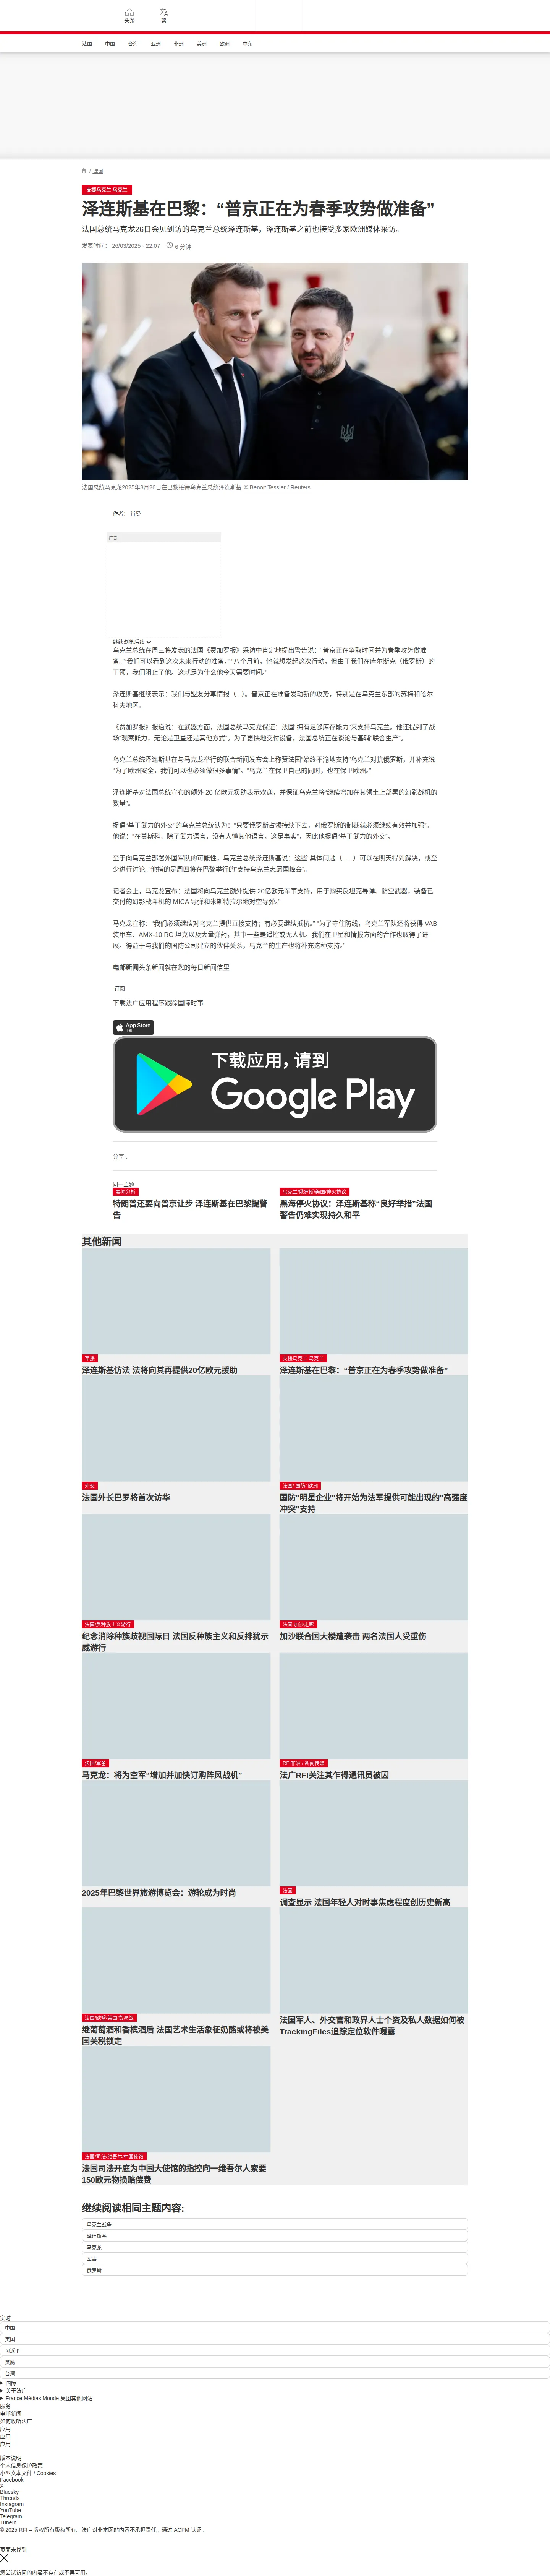 头条
繁
法国 中国 台海 亚洲 非洲 美洲 欧洲 中东
/ 法国
支援乌克兰 乌克兰
泽连斯基在巴黎：“普京正在为春季攻势做准备”
法国总统马克龙26日会见到访的乌克兰总统泽连斯基，泽连斯基之前也接受多家欧洲媒体采访。
发表时间： 26/03/2025 - 22:07 6 分钟
法国总统马克龙2025年3月26日在巴黎接待乌克兰总统泽连斯基 © Benoit Tessier / Reuters
作者： 肖曼
广告
继续浏览后续
乌克兰总统在周三将发表的法国《费加罗报》采访中肯定地提出警告说：“普京正在争取时间并为春季攻势做准
备。”“我们可以看到这次未来行动的准备，” “八个月前，他就想发起这次行动，但由于我们在库尔斯克（俄罗斯）的
干预，我们阻止了他。这就是为什么他今天需要时间。”
泽连斯基继续表示：我们与盟友分享情报（...）。普京正在准备发动新的攻势，特别是在乌克兰东部的苏梅和哈尔
科夫地区。
《费加罗报》报道说：在武器方面，法国总统马克龙保证：法国“拥有足够库存能力”来支持乌克兰。他还提到了战
场“观察能力，无论是卫星还是其他方式”。为了更快地交付设备，法国总统正在谈论与基辅“联合生产”。
乌克兰总统泽连斯基在与马克龙举行的联合新闻发布会上称赞法国“始终不渝地支持”乌克兰对抗俄罗斯，并补充说
“为了欧洲安全，我们可以也必须做很多事情”。“乌克兰在保卫自己的同时，也在保卫欧洲。”
泽连斯基对法国总统宣布的额外 20 亿欧元援助表示欢迎，并保证乌克兰将“继续增加在其领土上部署的幻影战机的
数量”。
提倡“基于武力的外交”的乌克兰总统认为：“只要俄罗斯占领持续下去，对俄罗斯的制裁就必须继续有效并加强”。
他说：“在莫斯科，除了武力语言，没有人懂其他语言，这是事实”，因此他提倡“基于武力的外交”。
至于向乌克兰部署外国军队的可能性，乌克兰总统泽连斯基说：这些“具体问题（......）可以在明天得到解决，或至
少进行讨论。”他指的是周四将在巴黎举行的“支持乌克兰志愿国峰会”。
记者会上，马克龙宣布：法国将向乌克兰额外提供 20亿欧元军事支持，用于购买反坦克导弹、防空武器，装备已
交付的幻影战斗机的 MICA 导弹和米斯特拉尔地对空导弹。”
马克龙宣称：“我们必须继续对乌克兰提供直接支持；有必要继续抵抗。” “为了守住防线，乌克兰军队还将获得 VAB
装甲车、AMX-10 RC 坦克以及大量弹药，其中一些是遥控或无人机。我们在卫星和情报方面的合作也取得了进
展。得益于与我们的国防公司建立的伙伴关系，乌克兰的生产也将补充这种支持。”
电邮新闻头条新闻就在您的每日新闻信里
订阅
下载法广应用程序跟踪国际时事
App Store
下载
下载应用，请到
Google Play
分享 :
同一主题
要闻分析
特朗普还要向普京让步 泽连斯基在巴黎提警
告
乌克兰/俄罗斯/美国/停火协议
黑海停火协议：泽连斯基称"良好举措"法国
警告仍难实现持久和平
其他新闻
军援
泽连斯基访法 法将向其再提供20亿欧元援助
支援乌克兰 乌克兰
泽连斯基在巴黎：“普京正在为春季攻势做准备”
外交
法国外长巴罗将首次访华
法国/ 国防/ 欧洲
国防"明星企业"将开始为法军提供可能出现的"高强度
冲突"支持
法国/反种族主义游行
纪念消除种族歧视国际日 法国反种族主义和反排犹示
威游行
法国 加沙走廊
加沙联合国大楼遭袭击 两名法国人受重伤
法国/军备
马克龙：将为空军“增加并加快订购阵风战机”
RFI非洲 / 新闻传媒
法广RFI关注其乍得通讯员被囚
2025年巴黎世界旅游博览会：游轮成为时尚
法国
调查显示 法国年轻人对时事焦虑程度创历史新高
法国/欧盟/美国/贸易战
继葡萄酒和香槟酒后 法国艺术生活象征奶酪或将被美
国关税锁定
法国军人、外交官和政界人士个资及私人数据如何被
TrackingFiles追踪定位软件曝露
法国/司法/维吾尔/中国使馆
法国司法开庭为中国大使馆的指控向一维吾尔人索要
150欧元物损赔偿费
继续阅读相同主题内容:
乌克兰战争
泽连斯基
马克龙
军事
俄罗斯
实时
中国
美国
习近平
焦点
台湾
国际
关于法广
France Médias Monde 集团其他网站
服务
电邮新闻
如何收听法广
应用
应用
应用
版本说明
个人信息保护政策
小型文本文件 / Cookies
Facebook
X
Bluesky
Threads
Instagram
YouTube
Telegram
TuneIn
© 2025 RFI – 版权所有版权所有。法广对非本网站内容不承担责任。通过 ACPM 认证。
页面未找到
您尝试访问的内容不存在或不再可用。